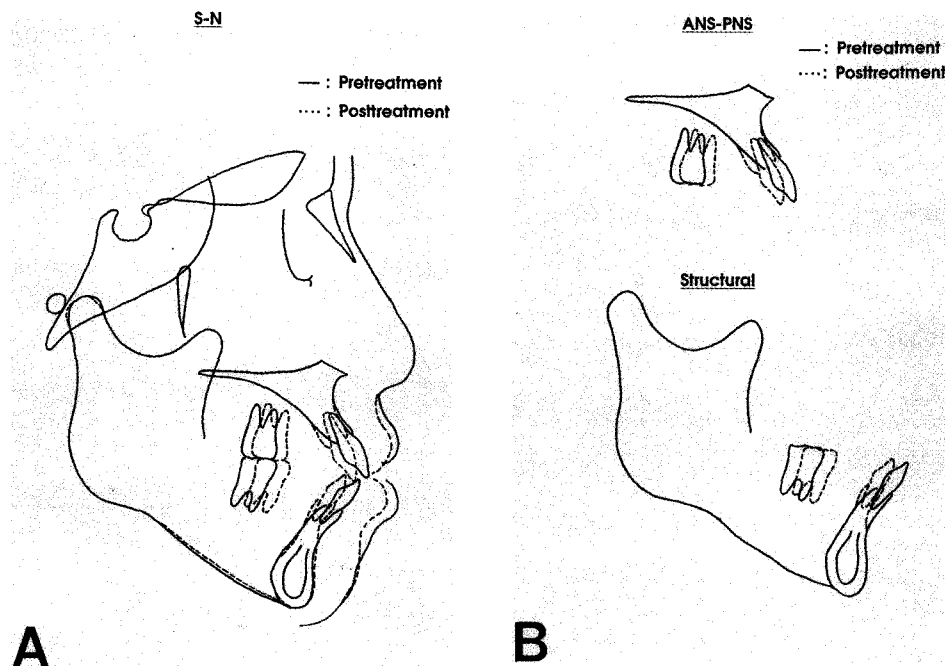 S-N
— : Pretreatment
···· : Posttreatment
A
ANS-PNS
— : Pretreatment
···· : Posttreatment
Structural
B